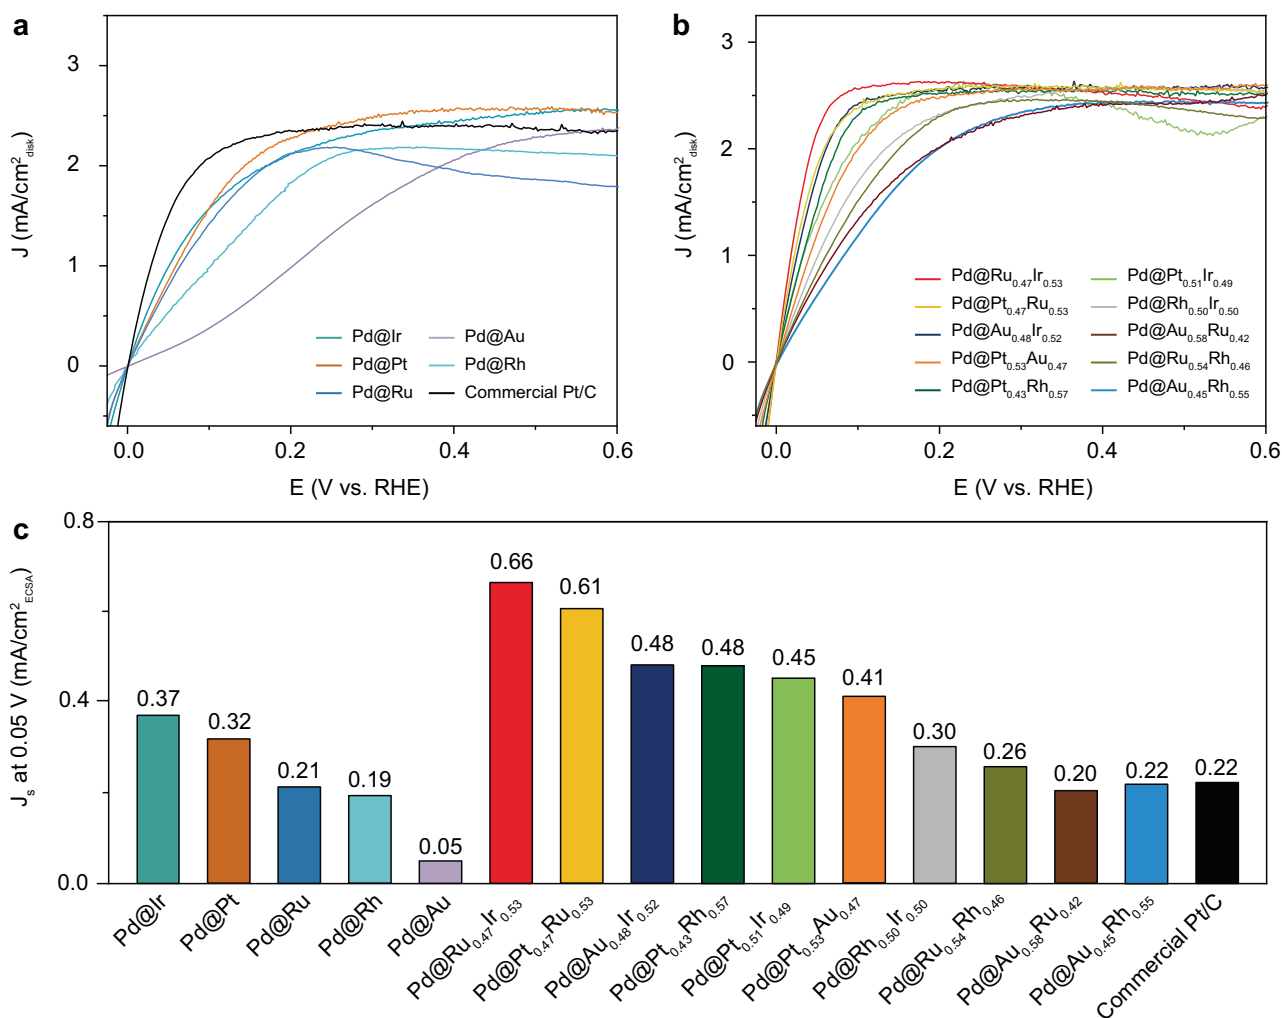 a
3
2
1
0
J (mA/cm²disk)
Pd@Ir
Pd@Pt
Pd@Ru
Pd@Au
Pd@Rh
Commercial Pt/C
0.0
0.2
0.4
0.6
E (V vs. RHE)
b
3
2
1
0
J (mA/cm²disk)
Pd@Ru0.47Ir0.53
Pd@Pt0.47Ru0.53
Pd@Au0.48Ir0.52
Pd@Pt0.53Au0.47
Pd@Pt0.43Rh0.57
Pd@Pt0.51Ir0.49
Pd@Rh0.50Ir0.50
Pd@Au0.58Ru0.42
Pd@Ru0.54Rh0.46
Pd@Au0.45Rh0.55
0.0
0.2
0.4
0.6
E (V vs. RHE)
c
0.8
0.4
0.0
Js at 0.05 V (mA/cm²ECSA)
0.37
0.32
0.21
0.19
0.05
0.66
0.61
0.48
0.48
0.45
0.41
0.30
0.26
0.20
0.22
0.22
Pd@Ir
Pd@Pt
Pd@Ru
Pd@Rh
Pd@Au
Pd@Ru0.47Ir0.53
Pd@Pt0.47Ru0.53
Pd@Au0.48Ir0.52
Pd@Pt0.43Rh0.57
Pd@Pt0.51Ir0.49
Pd@Pt0.53Au0.47
Pd@Rh0.50Ir0.50
Pd@Ru0.54Rh0.46
Pd@Au0.58Ru0.42
Pd@Au0.45Rh0.55
Commercial Pt/C